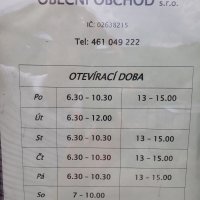 OBECNÍ OBCHOD s.r.o.
IČ: 02638215
Tel: 461 049 222
OTEVÍRACÍ DOBA
Po 6.30 – 10.30 13 – 15.00
Út 6.30 – 12.00
St 6.30 – 10.30 13 – 15.00
Čt 6.30 – 10.30 13 – 15.00
Pá 6.30 – 10.30 13 – 15.00
So 7 – 10.00